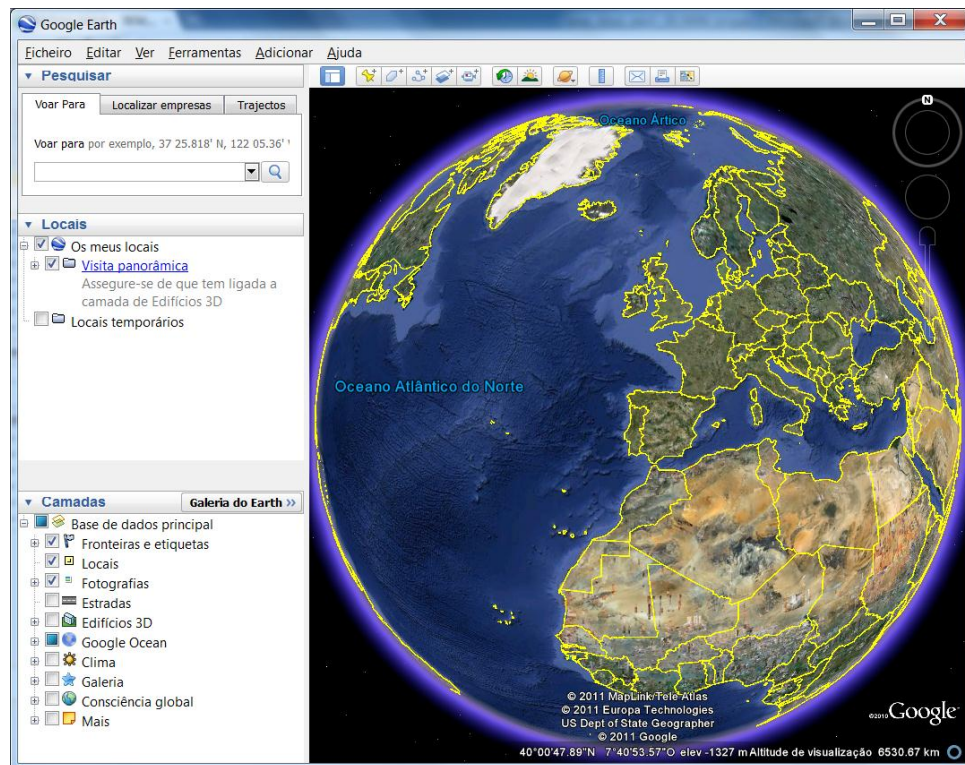 Google Earth
Ficheiro Editar Ver Ferramentas Adicionar Ajuda
Pesquisar
Voar Para Localizar empresas Trajectos
Voar para por exemplo, 37 25.818' N, 122 05.36' '
Locais
Os meus locais
Visita panorâmica
Assegure-se de que tem ligada a
camada de Edifícios 3D
Locais temporários
Camadas Galeria do Earth »
Base de dados principal
Fronteiras e etiquetas
Locais
Fotografias
Estradas
Edifícios 3D
Google Ocean
Clima
Galeria
Consciência global
Mais
N
Oceano Ártico
Oceano Atlântico do Norte
© 2011 MapLink/Tele Atlas
© 2011 Europa Technologies
US Dept of State Geographer
© 2011 Google
©2010 Google
40°00'47.89"N 7°40'53.57"O elev -1327 m Altitude de visualização 6530.67 km